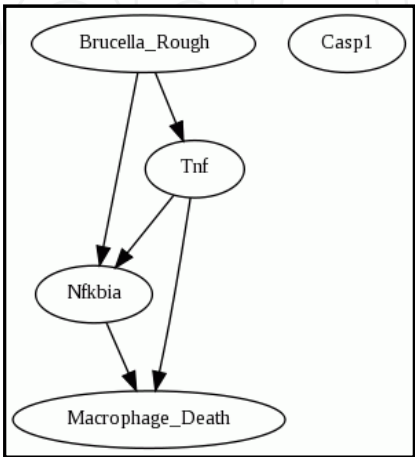 Brucella_Rough
Casp1
Tnf
Nfkbia
Macrophage_Death